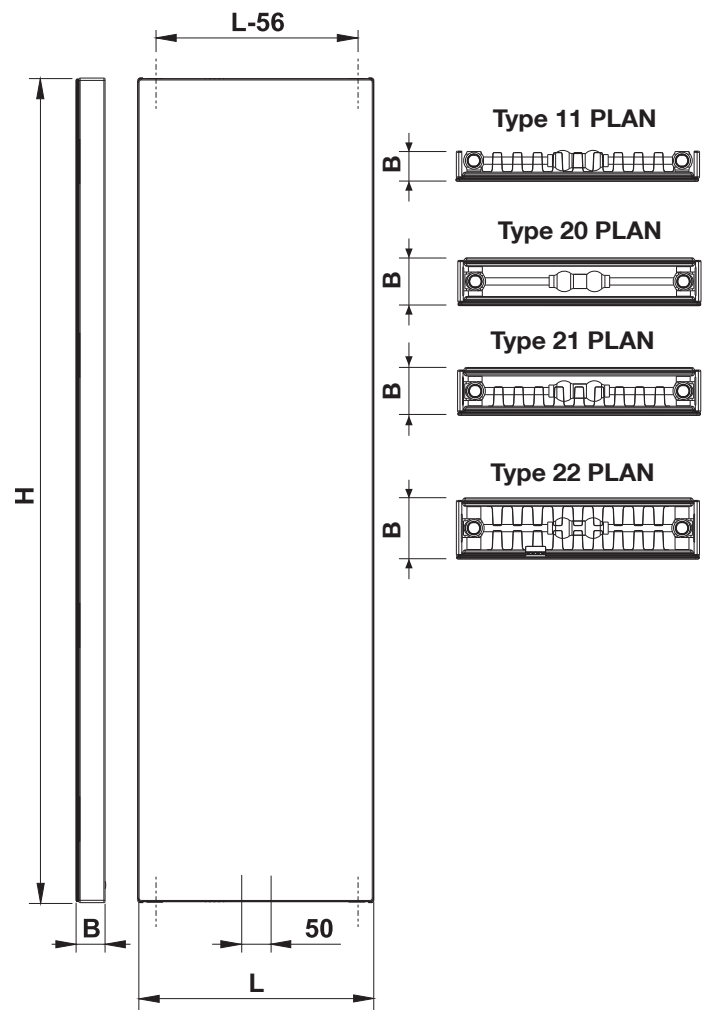 L-56
Type 11 PLAN
B
Type 20 PLAN
B
Type 21 PLAN
B
Type 22 PLAN
B
H
B
50
L